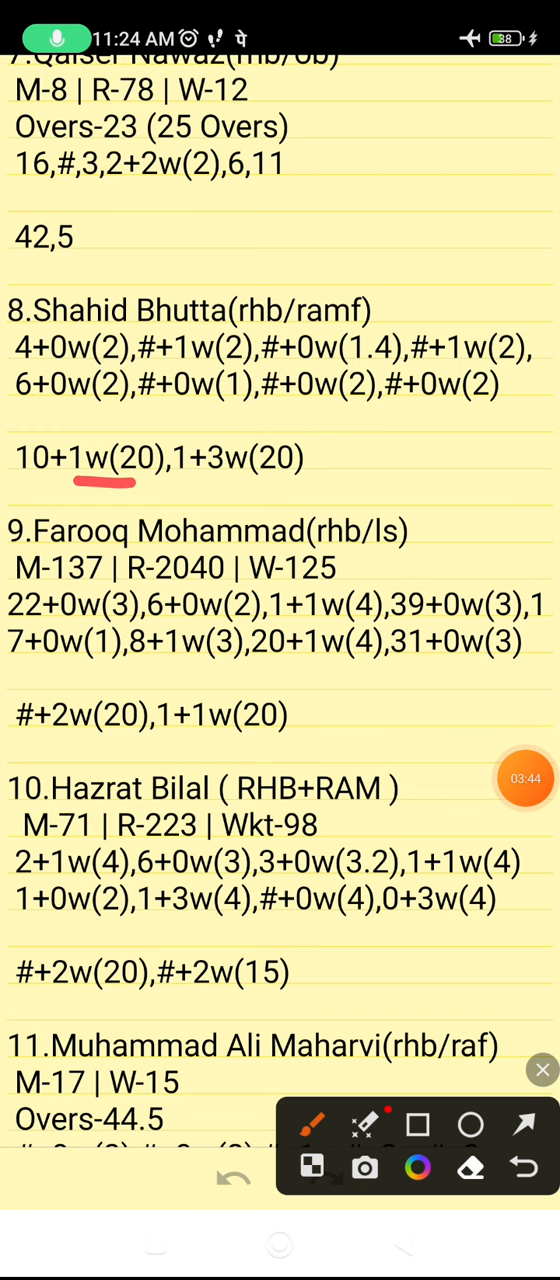 11:24 AM पे 38
7.Qaiser Nawaz(rhb/ob)
M-8 | R-78 | W-12
Overs-23 (25 Overs)
16,#,3,2+2w(2),6,11
42,5
8.Shahid Bhutta(rhb/ramf)
4+0w(2),#+1w(2),#+0w(1.4),#+1w(2),
6+0w(2),#+0w(1),#+0w(2),#+0w(2)
10+1w(20),1+3w(20)
9.Farooq Mohammad(rhb/ls)
M-137 | R-2040 | W-125
22+0w(3),6+0w(2),1+1w(4),39+0w(3),1
7+0w(1),8+1w(3),20+1w(4),31+0w(3)
#+2w(20),1+1w(20)
03:44
10.Hazrat Bilal ( RHB+RAM )
M-71 | R-223 | Wkt-98
2+1w(4),6+0w(3),3+0w(3.2),1+1w(4)
1+0w(2),1+3w(4),#+0w(4),0+3w(4)
#+2w(20),#+2w(15)
11.Muhammad Ali Maharvi(rhb/raf)
M-17 | W-15
Overs-44.5